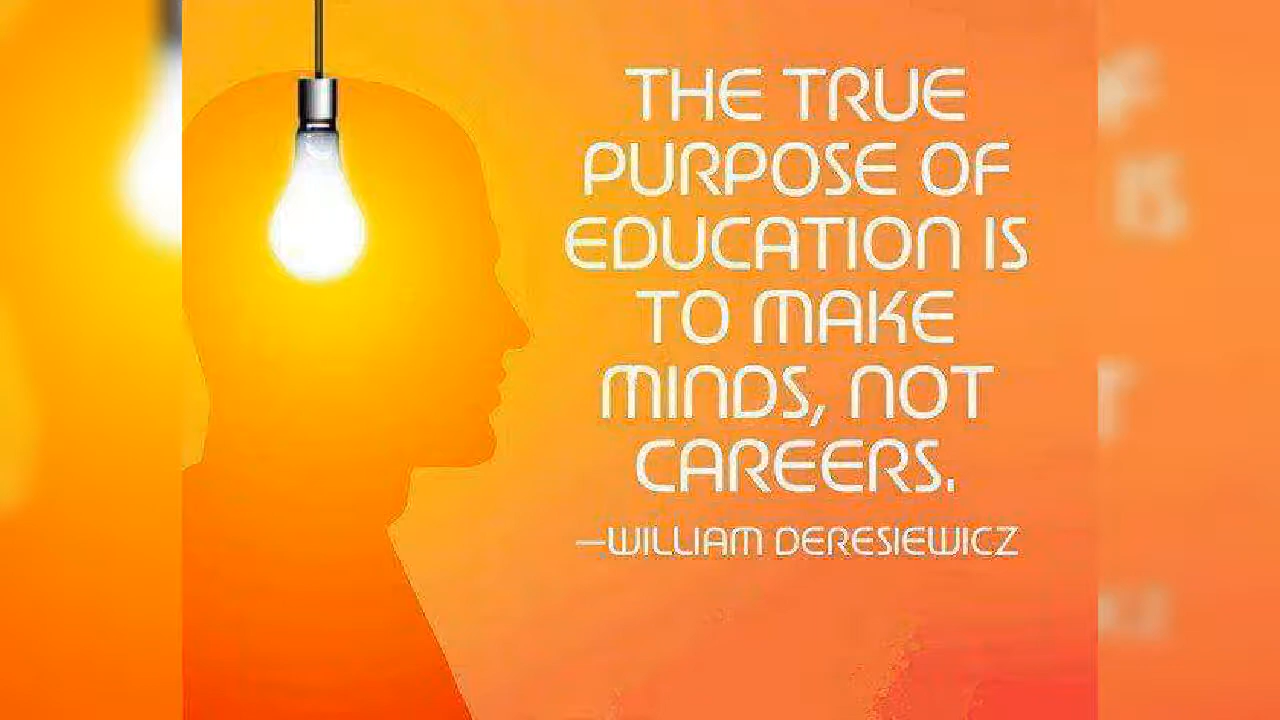 THE TRUE
PURPOSE OF
EDUCATION IS
TO MAKE
MINDS, NOT
CAREERS.
—WILLIAM DERESIEWICZ